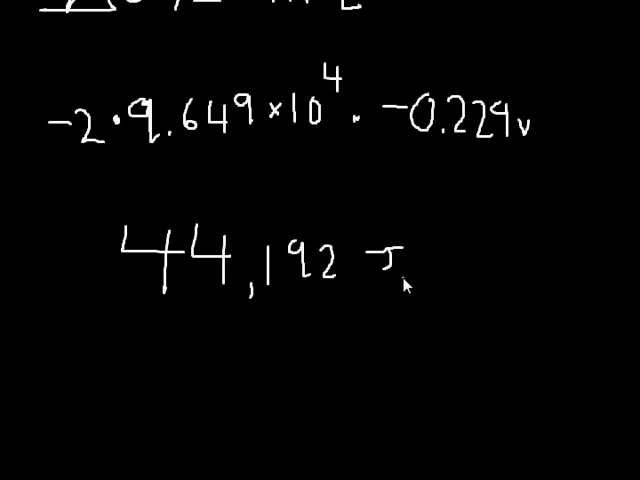 -2 · 9.649 × 10⁴ · -0.229v
44,192 J